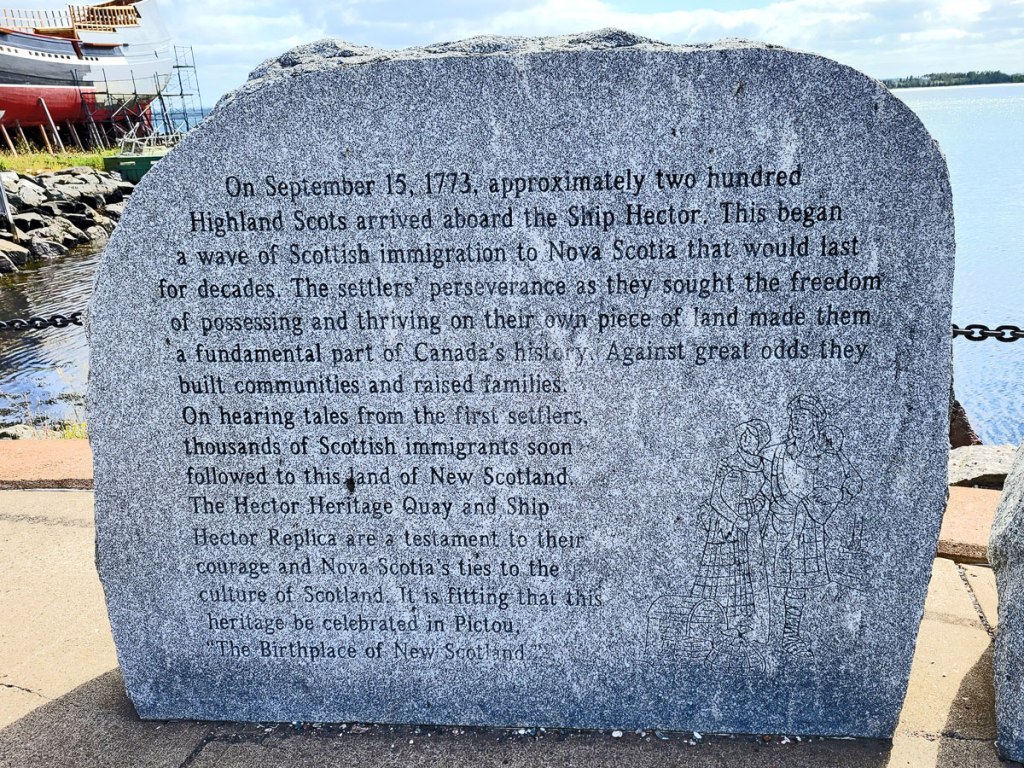 On September 15, 1773, approximately two hundred
Highland Scots arrived aboard the Ship Hector. This began
a wave of Scottish immigration to Nova Scotia that would last
for decades. The settlers' perseverance as they sought the freedom
of possessing and thriving on their own piece of land made them
a fundamental part of Canada's history. Against great odds they
built communities and raised families.
On hearing tales from the first settlers,
thousands of Scottish immigrants soon
followed to this land of New Scotland.
The Hector Heritage Quay and Ship
Hector Replica are a testament to their
courage and Nova Scotia's ties to the
culture of Scotland. It is fitting that this
heritage be celebrated in Pictou,
"The Birthplace of New Scotland."